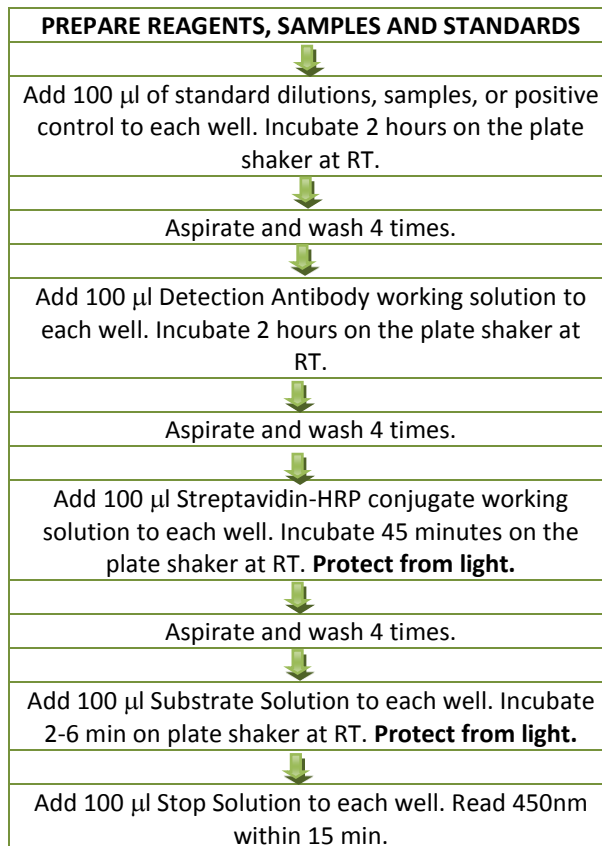 PREPARE REAGENTS, SAMPLES AND STANDARDS
Add 100 μl of standard dilutions, samples, or positive
control to each well. Incubate 2 hours on the plate
shaker at RT.
Aspirate and wash 4 times.
Add 100 μl Detection Antibody working solution to
each well. Incubate 2 hours on the plate shaker at
RT.
Aspirate and wash 4 times.
Add 100 μl Streptavidin-HRP conjugate working
solution to each well. Incubate 45 minutes on the
plate shaker at RT. Protect from light.
Aspirate and wash 4 times.
Add 100 μl Substrate Solution to each well. Incubate
2-6 min on plate shaker at RT. Protect from light.
Add 100 μl Stop Solution to each well. Read 450nm
within 15 min.